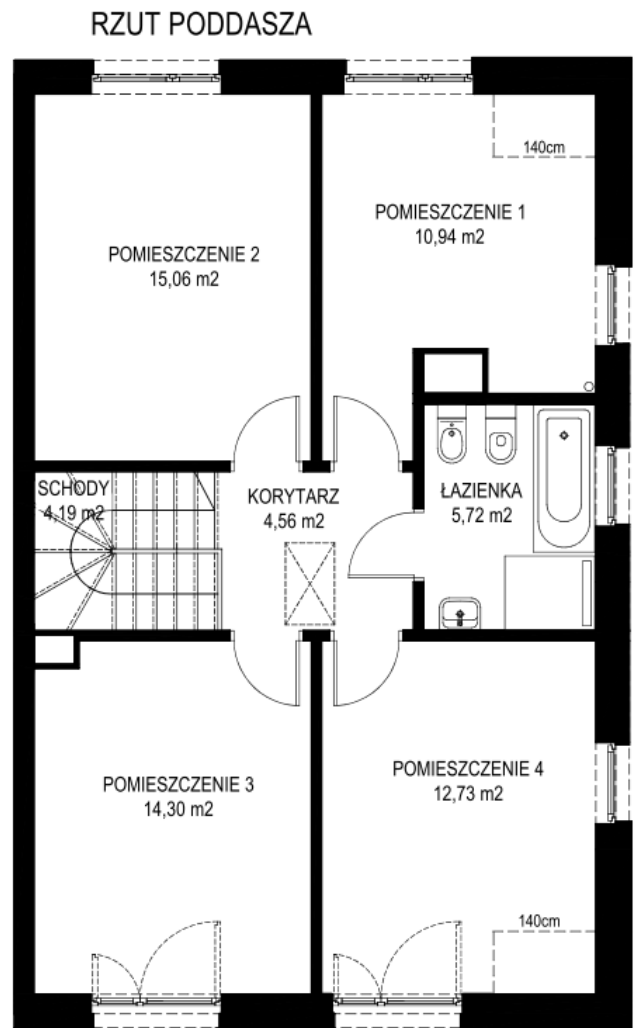 RZUT PODDASZA
140cm
POMIESZCZENIE 1
10,94 m2
POMIESZCZENIE 2
15,06 m2
SCHODY
4,19 m2
KORYTARZ
4,56 m2
ŁAZIENKA
5,72 m2
POMIESZCZENIE 3
14,30 m2
POMIESZCZENIE 4
12,73 m2
140cm